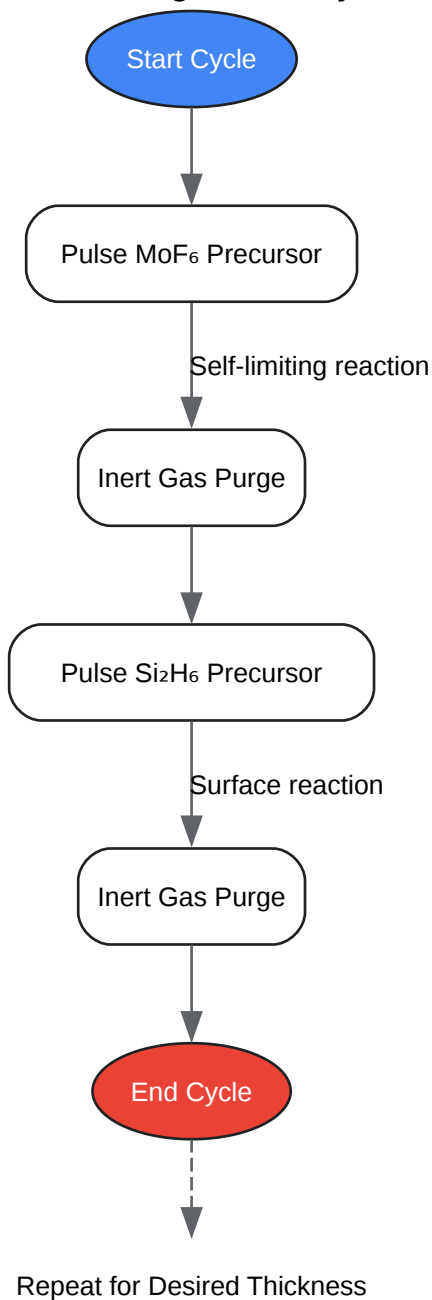 Start Cycle
Pulse MoF₆ Precursor
Self-limiting reaction
Inert Gas Purge
Pulse Si₂H₆ Precursor
Surface reaction
Inert Gas Purge
End Cycle
Repeat for Desired Thickness